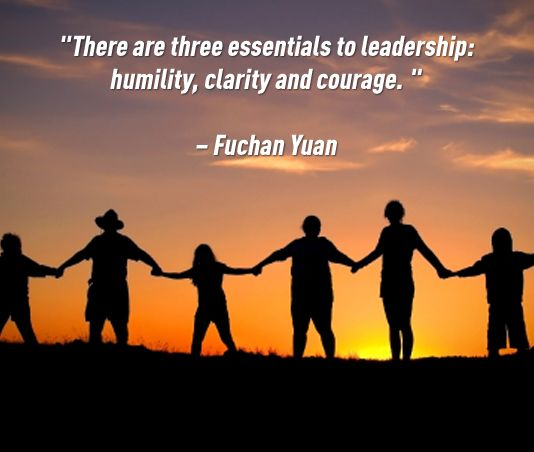 "There are three essentials to leadership:
humility, clarity and courage. "
– Fuchan Yuan